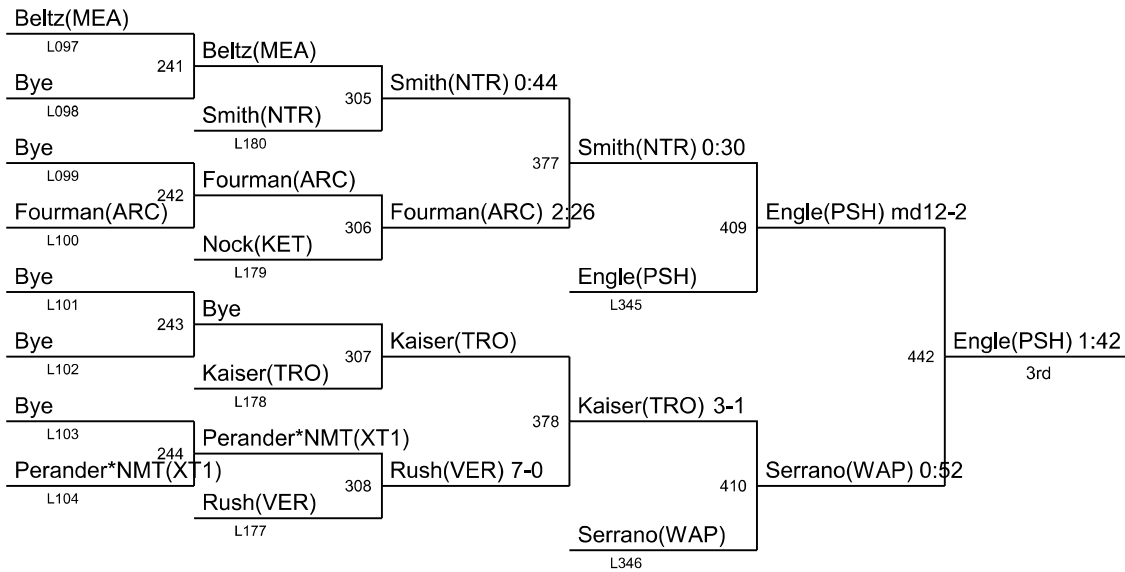 Beltz(MEA)
L097
241
Beltz(MEA)
Bye
305
Smith(NTR) 0:44
L098
Smith(NTR)
L180
Bye
377
Smith(NTR) 0:30
L099
242
Fourman(ARC)
Fourman(ARC)
306
Fourman(ARC) 2:26
409
Engle(PSH) md12-2
L100
Nock(KET)
L179
Bye
Engle(PSH)
L101
L345
243
Bye
Bye
307
Kaiser(TRO)
442
Engle(PSH) 1:42
L102
3rd
Kaiser(TRO)
L178
Bye
378
Kaiser(TRO) 3-1
L103
244
Perander*NMT(XT1)
Perander*NMT(XT1)
308
Rush(VER) 7-0
410
Serrano(WAP) 0:52
L104
Rush(VER)
L177
Serrano(WAP)
L346